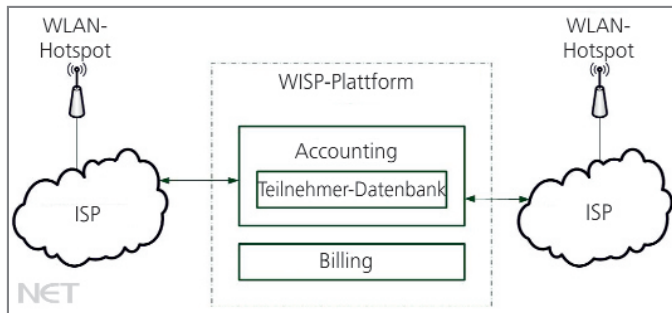 WLAN-
Hotspot
WLAN-
Hotspot
WISP-Plattform
Accounting
Teilnehmer-Datenbank
ISP
ISP
Billing
NET